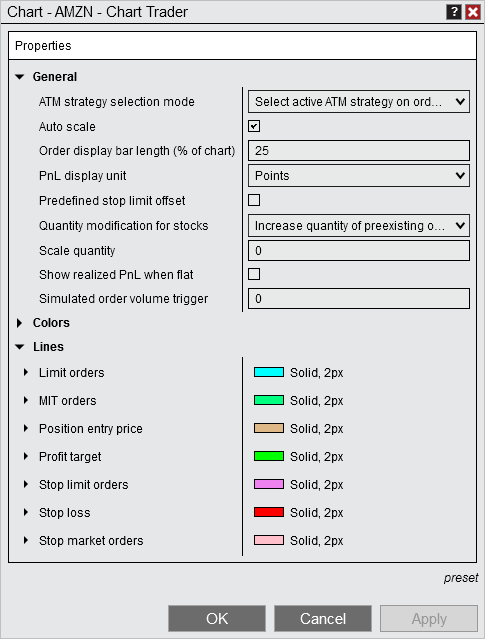 Chart - AMZN - Chart Trader
?
Properties
General
ATM strategy selection mode Select active ATM strategy on ord...
Auto scale
Order display bar length (% of chart) 25
PnL display unit Points
Predefined stop limit offset
Quantity modification for stocks Increase quantity of preexisting o...
Scale quantity 0
Show realized PnL when flat
Simulated order volume trigger 0
Colors
Lines
Limit orders Solid, 2px
MIT orders Solid, 2px
Position entry price Solid, 2px
Profit target Solid, 2px
Stop limit orders Solid, 2px
Stop loss Solid, 2px
Stop market orders Solid, 2px
preset
OK Cancel Apply